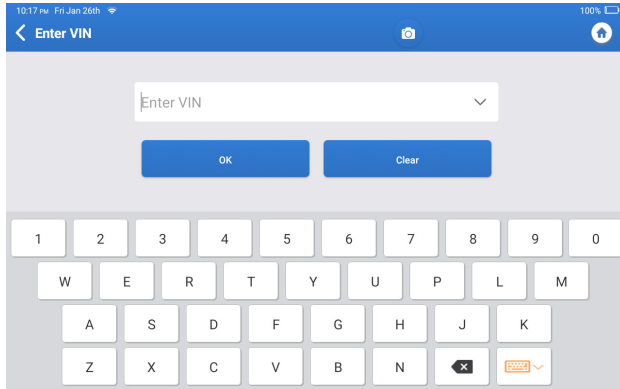 10:17 PM Fri Jan 26th 100%
Enter VIN
Enter VIN
OK Clear
1 2 3 4 5 6 7 8 9 0
W E R T Y U P L M
A S D F G H J K
Z X C V B N